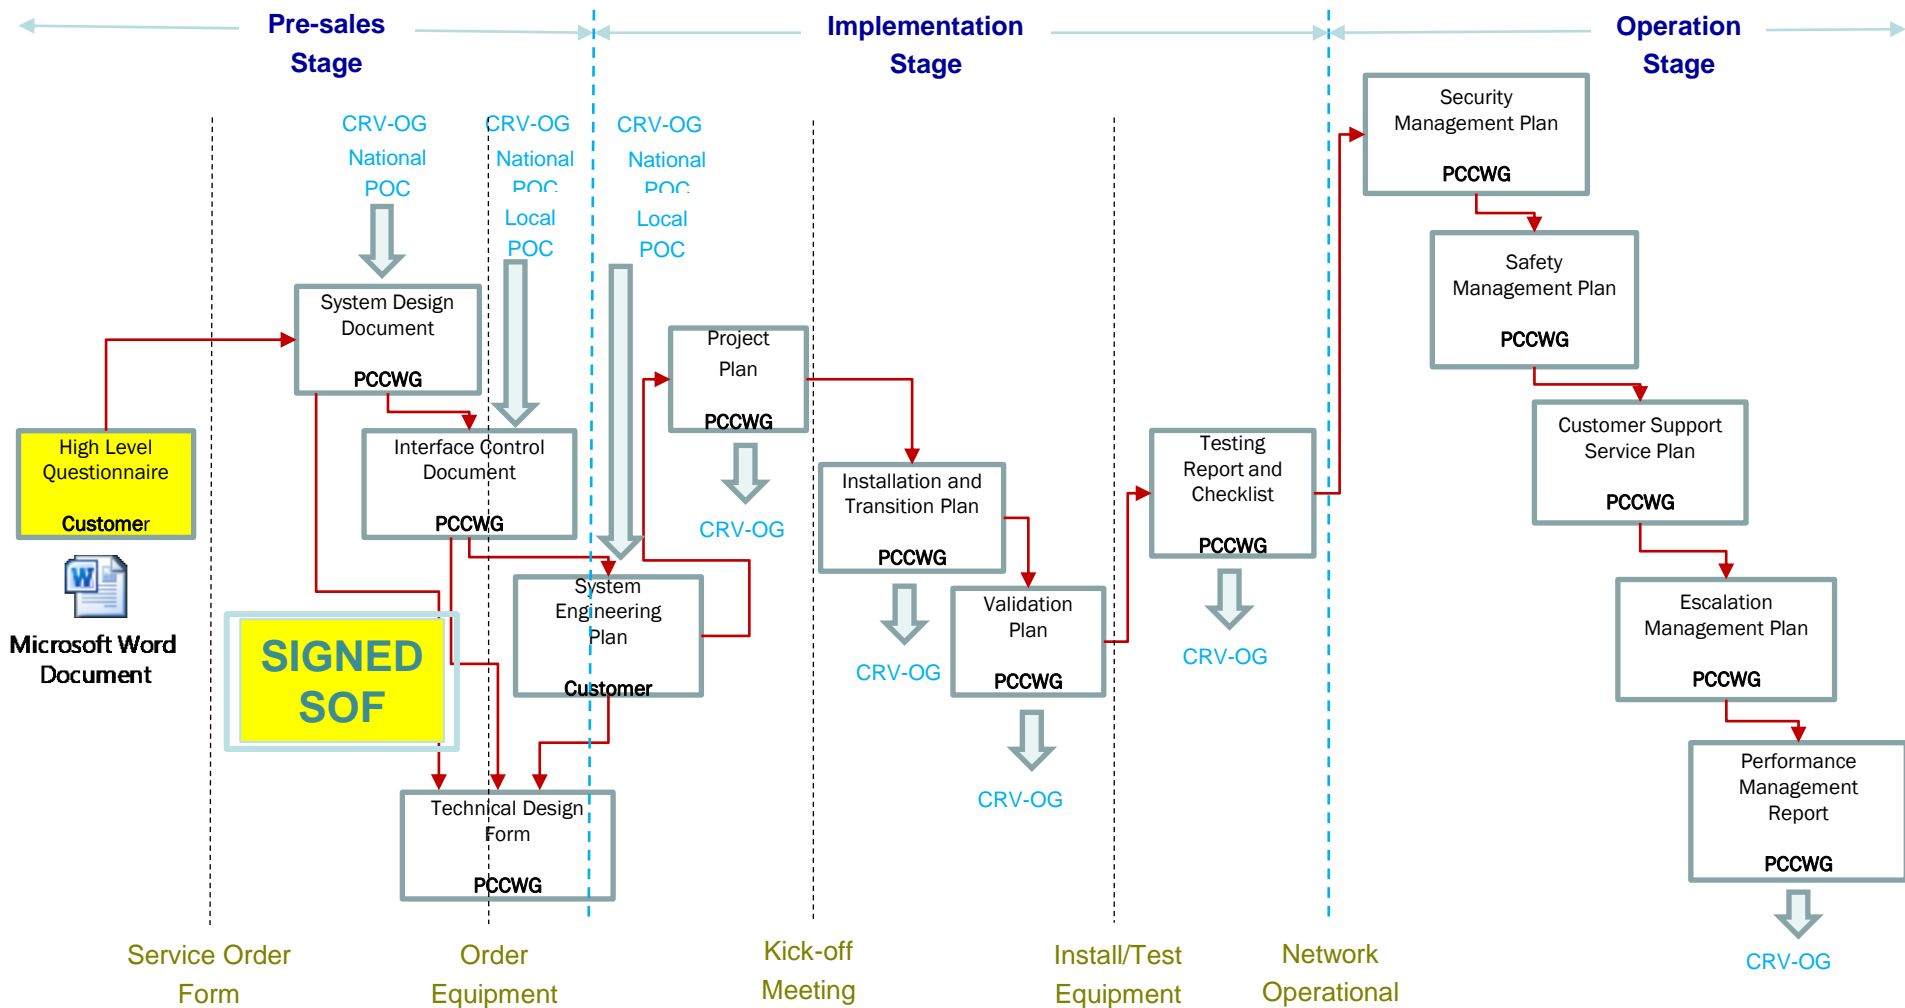 Pre-sales
Stage
Implementation
Stage
Operation
Stage
CRV-OG
National
POC
CRV-OG
National
POC
Local
POC
CRV-OG
National
POC
Local
POC
High Level
Questionnaire
Customer
Microsoft Word
Document
System Design
Document
PCCWG
Interface Control
Document
PCCWG
SIGNED
SOF
System
Engineering
Plan
Customer
Technical Design
Form
PCCWG
Project
Plan
PCCWG
CRV-OG
Installation and
Transition Plan
PCCWG
CRV-OG
Validation
Plan
PCCWG
CRV-OG
Testing
Report and
Checklist
PCCWG
CRV-OG
Security
Management Plan
PCCWG
Safety
Management Plan
PCCWG
Customer Support
Service Plan
PCCWG
Escalation
Management Plan
PCCWG
Performance
Management
Report
PCCWG
CRV-OG
Service Order
Form
Order
Equipment
Kick-off
Meeting
Install/Test
Equipment
Network
Operational